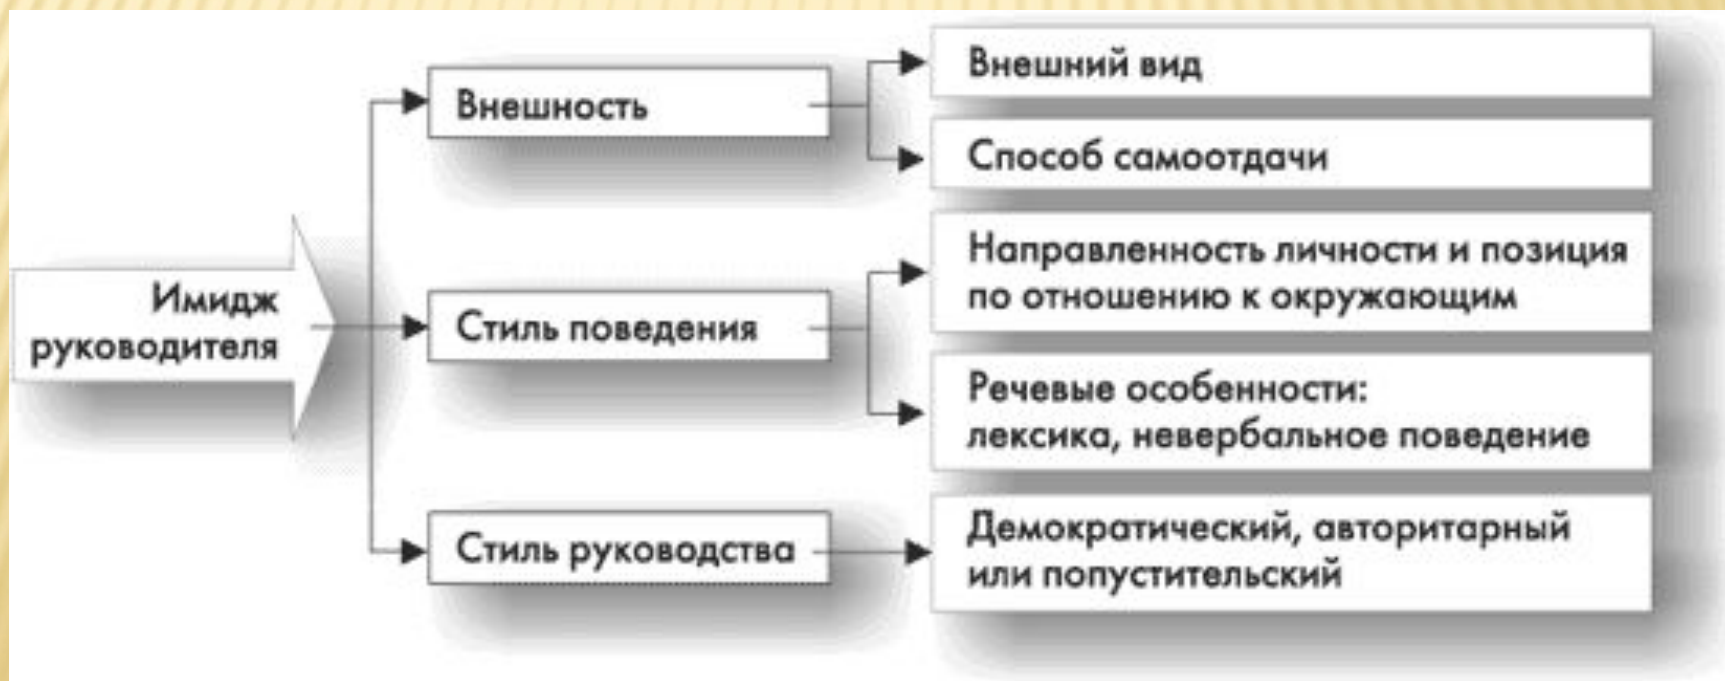 Имидж
руководителя
Внешность
Внешний вид
Способ самоотдачи
Стиль поведения
Направленность личности и позиция
по отношению к окружающим
Речевые особенности:
лексика, невербальное поведение
Стиль руководства
Демократический, авторитарный
или попустительский